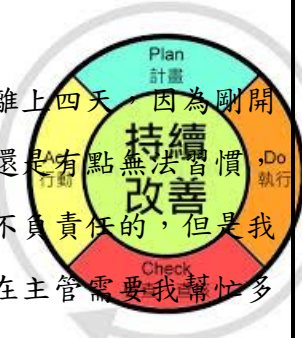 Plan
計畫
離上四天，因為剛開
Act
行動
持續
改善
Do
執行
還是有點無法習慣，
不負責任的，但是我
Check
在主管需要我幫忙多